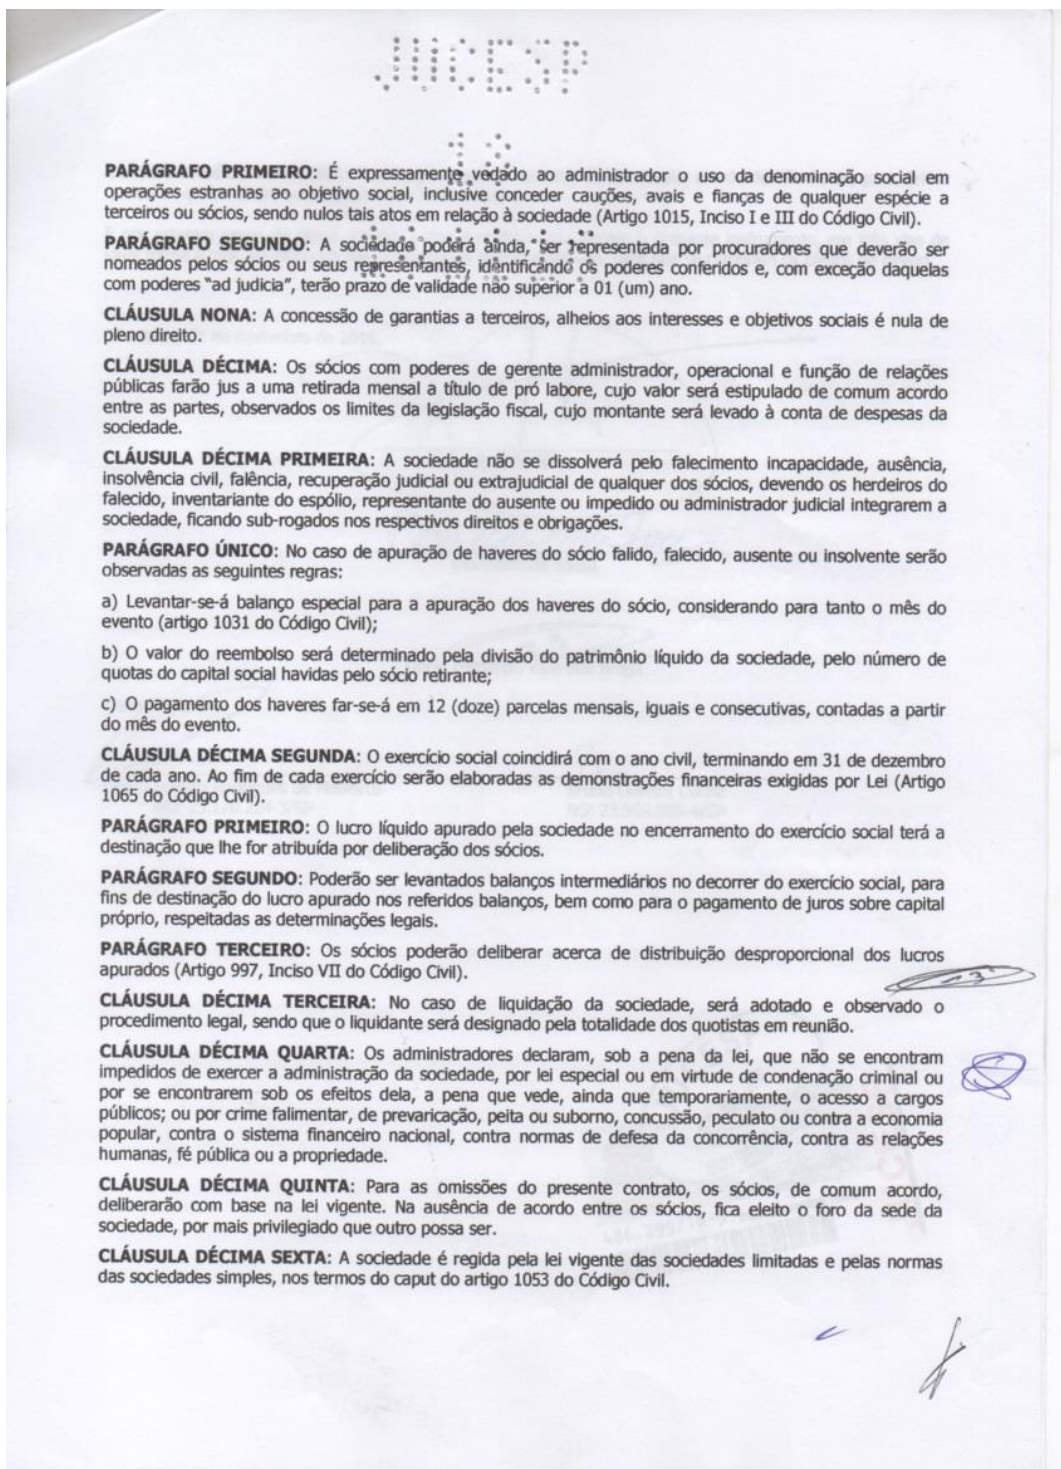 JUCESP
PARÁGRAFO PRIMEIRO: É expressamente vedado ao administrador o uso da denominação social em
operações estranhas ao objetivo social, inclusive conceder cauções, avais e fianças de qualquer espécie a
terceiros ou sócios, sendo nulos tais atos em relação à sociedade (Artigo 1015, Inciso I e III do Código Civil).
PARÁGRAFO SEGUNDO: A sociedade poderá ainda, ser representada por procuradores que deverão ser
nomeados pelos sócios ou seus representantes, identificando os poderes conferidos e, com exceção daquelas
com poderes "ad judicia", terão prazo de validade não superior a 01 (um) ano.
CLÁUSULA NONA: A concessão de garantias a terceiros, alheios aos interesses e objetivos sociais é nula de
pleno direito.
CLÁUSULA DÉCIMA: Os sócios com poderes de gerente administrador, operacional e função de relações
públicas farão jus a uma retirada mensal a título de pró labore, cujo valor será estipulado de comum acordo
entre as partes, observados os limites da legislação fiscal, cujo montante será levado à conta de despesas da
sociedade.
CLÁUSULA DÉCIMA PRIMEIRA: A sociedade não se dissolverá pelo falecimento incapacidade, ausência,
insolvência civil, falência, recuperação judicial ou extrajudicial de qualquer dos sócios, devendo os herdeiros do
falecido, inventariante do espólio, representante do ausente ou impedido ou administrador judicial integrarem a
sociedade, ficando sub-rogados nos respectivos direitos e obrigações.
PARÁGRAFO ÚNICO: No caso de apuração de haveres do sócio falido, falecido, ausente ou insolvente serão
observadas as seguintes regras:
a) Levantar-se-á balanço especial para a apuração dos haveres do sócio, considerando para tanto o mês do
evento (artigo 1031 do Código Civil);
b) O valor do reembolso será determinado pela divisão do patrimônio líquido da sociedade, pelo número de
quotas do capital social havidas pelo sócio retirante;
c) O pagamento dos haveres far-se-á em 12 (doze) parcelas mensais, iguais e consecutivas, contadas a partir
do mês do evento.
CLÁUSULA DÉCIMA SEGUNDA: O exercício social coincidirá com o ano civil, terminando em 31 de dezembro
de cada ano. Ao fim de cada exercício serão elaboradas as demonstrações financeiras exigidas por Lei (Artigo
1065 do Código Civil).
PARÁGRAFO PRIMEIRO: O lucro líquido apurado pela sociedade no encerramento do exercício social terá a
destinação que lhe for atribuída por deliberação dos sócios.
PARÁGRAFO SEGUNDO: Poderão ser levantados balanços intermediários no decorrer do exercício social, para
fins de destinação do lucro apurado nos referidos balanços, bem como para o pagamento de juros sobre capital
próprio, respeitadas as determinações legais.
PARÁGRAFO TERCEIRO: Os sócios poderão deliberar acerca de distribuição desproporcional dos lucros
apurados (Artigo 997, Inciso VII do Código Civil).
CLÁUSULA DÉCIMA TERCEIRA: No caso de liquidação da sociedade, será adotado e observado o
procedimento legal, sendo que o liquidante será designado pela totalidade dos quotistas em reunião.
CLÁUSULA DÉCIMA QUARTA: Os administradores declaram, sob a pena da lei, que não se encontram
impedidos de exercer a administração da sociedade, por lei especial ou em virtude de condenação criminal ou
por se encontrarem sob os efeitos dela, a pena que vede, ainda que temporariamente, o acesso a cargos
públicos; ou por crime falimentar, de prevaricação, peita ou suborno, concussão, peculato ou contra a economia
popular, contra o sistema financeiro nacional, contra normas de defesa da concorrência, contra as relações
humanas, fé pública ou a propriedade.
CLÁUSULA DÉCIMA QUINTA: Para as omissões do presente contrato, os sócios, de comum acordo,
deliberarão com base na lei vigente. Na ausência de acordo entre os sócios, fica eleito o foro da sede da
sociedade, por mais privilegiado que outro possa ser.
CLÁUSULA DÉCIMA SEXTA: A sociedade é regida pela lei vigente das sociedades limitadas e pelas normas
das sociedades simples, nos termos do caput do artigo 1053 do Código Civil.